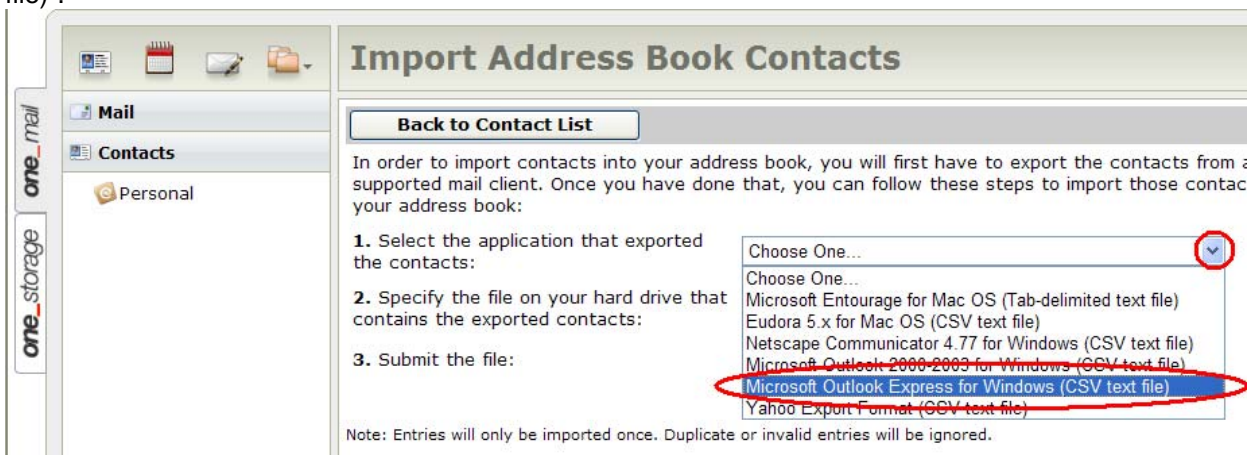 file) .
Import Address Book Contacts
one_mail
one_storage
Mail
Contacts
Personal
Back to Contact List
In order to import contacts into your address book, you will first have to export the contacts from a
supported mail client. Once you have done that, you can follow these steps to import those contac
your address book:
1. Select the application that exported
the contacts:
Choose One...
Choose One...
Microsoft Entourage for Mac OS (Tab-delimited text file)
Eudora 5.x for Mac OS (CSV text file)
Netscape Communicator 4.77 for Windows (CSV text file)
Microsoft Outlook 2000-2003 for Windows (CSV text file)
Microsoft Outlook Express for Windows (CSV text file)
Yahoo Export Format (CSV text file)
2. Specify the file on your hard drive that
contains the exported contacts:
3. Submit the file:
Note: Entries will only be imported once. Duplicate or invalid entries will be ignored.